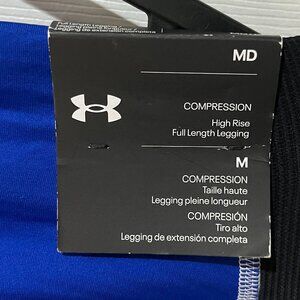 MD
COMPRESSION
High Rise
Full Length Legging
M
COMPRESSION
Taille haute
Legging pleine longueur
COMPRESIÓN
Tiro alto
Legging de extensión completa